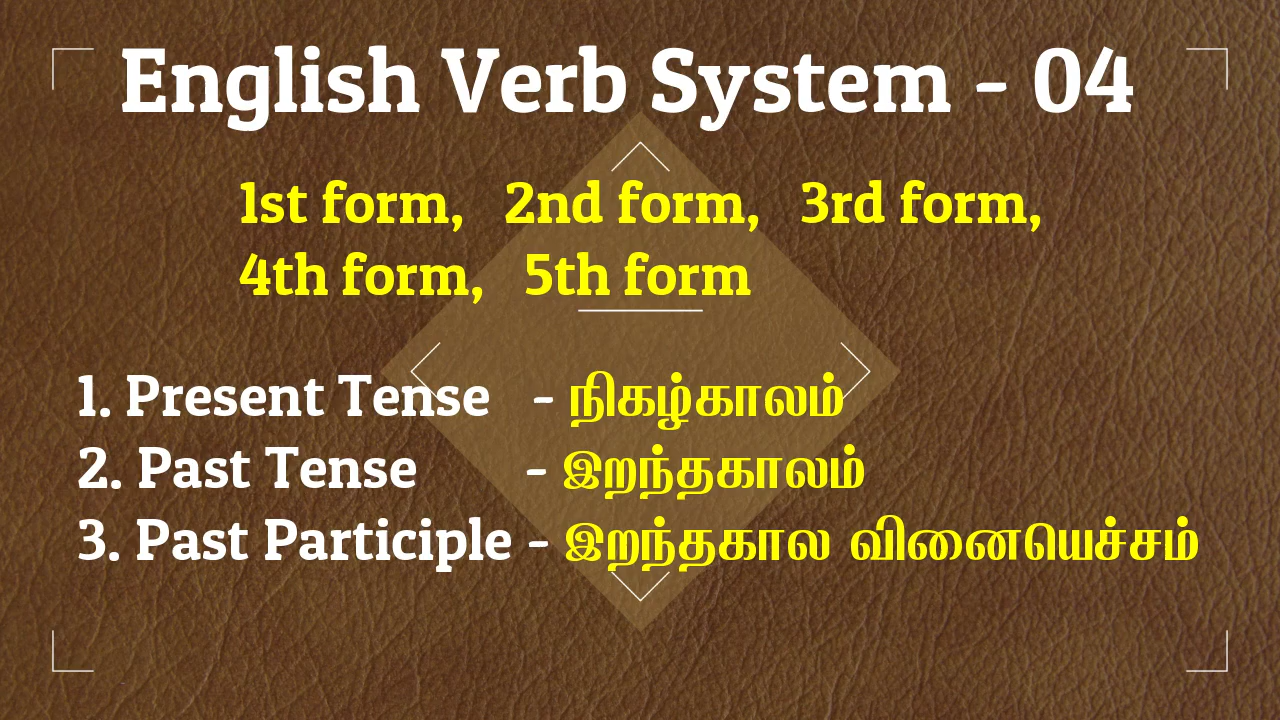 English Verb System - 04
1st form, 2nd form, 3rd form,
4th form, 5th form
1. Present Tense - நிகழ்காலம்
2. Past Tense - இறந்தகாலம்
3. Past Participle - இறந்தகால வினையெச்சம்